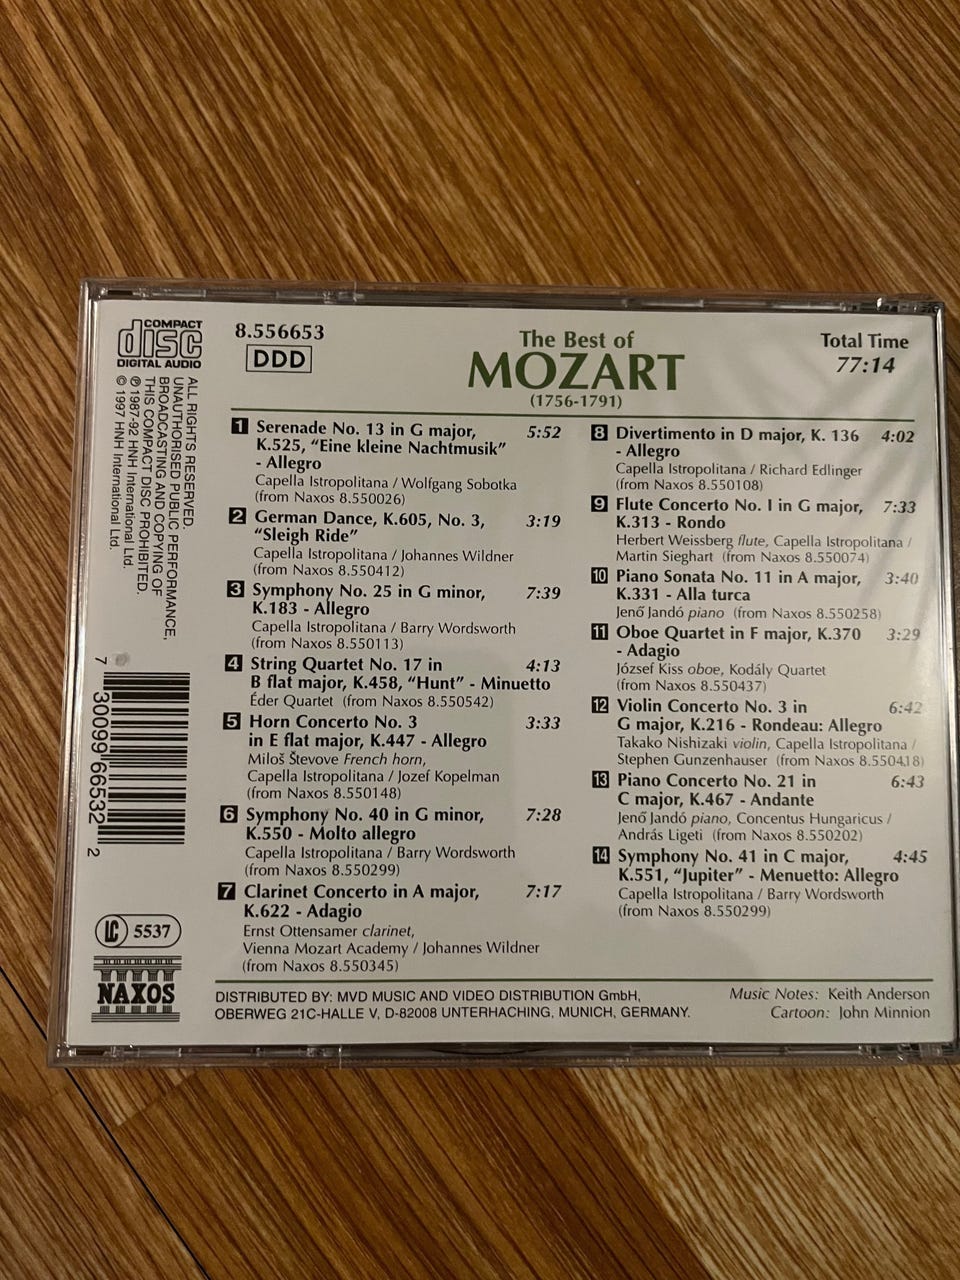 COMPACT
disc
DIGITAL AUDIO
8.556653
DDD
The Best of
MOZART
(1756-1791)
Total Time
77:14
1 Serenade No. 13 in G major, 5:52
K.525, “Eine kleine Nachtmusik”
- Allegro
Capella Istropolitana / Wolfgang Sobotka
(from Naxos 8.550026)
2 German Dance, K.605, No. 3, 3:19
“Sleigh Ride”
Capella Istropolitana / Johannes Wildner
(from Naxos 8.550412)
3 Symphony No. 25 in G minor, 7:39
K.183 - Allegro
Capella Istropolitana / Barry Wordsworth
(from Naxos 8.550113)
4 String Quartet No. 17 in 4:13
B flat major, K.458, “Hunt” - Minuetto
Éder Quartet (from Naxos 8.550542)
5 Horn Concerto No. 3 3:33
in E flat major, K.447 - Allegro
Miloš Števove French horn,
Capella Istropolitana / Jozef Kopelman
(from Naxos 8.550148)
6 Symphony No. 40 in G minor, 7:28
K.550 - Molto allegro
Capella Istropolitana / Barry Wordsworth
(from Naxos 8.550299)
7 Clarinet Concerto in A major, 7:17
K.622 - Adagio
Ernst Ottensamer clarinet,
Vienna Mozart Academy / Johannes Wildner
(from Naxos 8.550345)
8 Divertimento in D major, K. 136 4:02
- Allegro
Capella Istropolitana / Richard Edlinger
(from Naxos 8.550108)
9 Flute Concerto No. I in G major, 7:33
K.313 - Rondo
Herbert Weissberg flute, Capella Istropolitana /
Martin Sieghart (from Naxos 8.550074)
10 Piano Sonata No. 11 in A major, 3:40
K.331 - Alla turca
Jenő Jandó piano (from Naxos 8.550258)
11 Oboe Quartet in F major, K.370 3:29
- Adagio
József Kiss oboe, Kodály Quartet
(from Naxos 8.550437)
12 Violin Concerto No. 3 in 6:42
G major, K.216 - Rondeau: Allegro
Takako Nishizaki violin, Capella Istropolitana /
Stephen Gunzenhauser (from Naxos 8.550418)
13 Piano Concerto No. 21 in 6:43
C major, K.467 - Andante
Jenő Jandó piano, Concentus Hungaricus /
András Ligeti (from Naxos 8.550202)
14 Symphony No. 41 in C major, 4:45
K.551, “Jupiter” - Menuetto: Allegro
Capella Istropolitana / Barry Wordsworth
(from Naxos 8.550299)
ALL RIGHTS RESERVED.
UNAUTHORISED PUBLIC PERFORMANCE,
BROADCASTING AND COPYING OF
THIS COMPACT DISC PROHIBITED.
℗ 1987-92 HNH International Ltd.
© 1997 HNH International Ltd.
7 30099 66532 2
LC 5537
NAXOS
DISTRIBUTED BY: MVD MUSIC AND VIDEO DISTRIBUTION GmbH,
OBERWEG 21C-HALLE V, D-82008 UNTERHACHING, MUNICH, GERMANY.
Music Notes: Keith Anderson
Cartoon: John Minnion